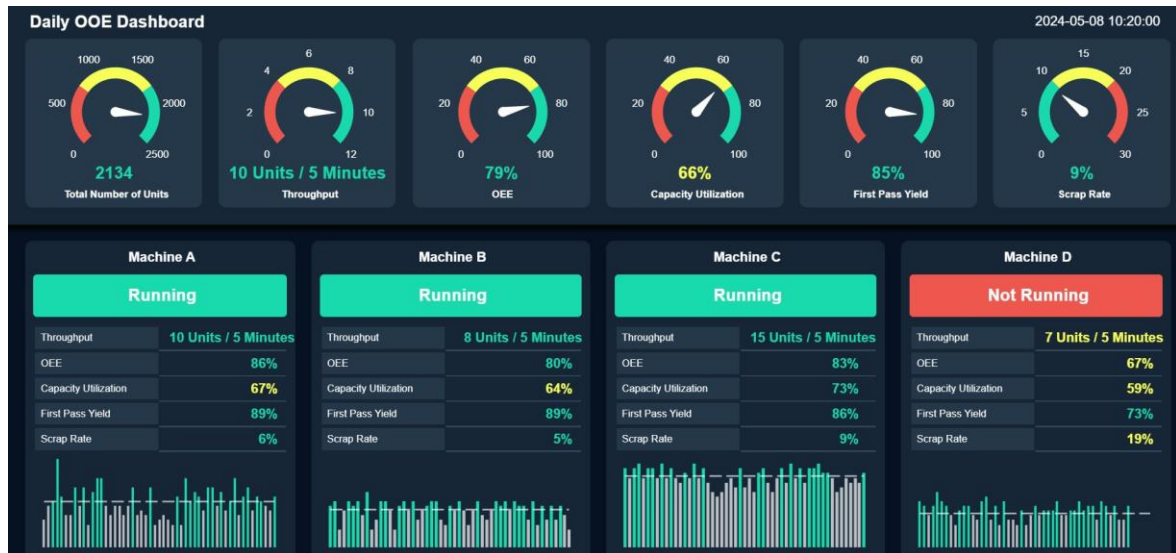 Daily OOE Dashboard 2024-05-08 10:20:00
0 500 1000 1500 2000 2500
2134
Total Number of Units
0 2 4 6 8 10 12
10 Units / 5 Minutes
Throughput
0 20 40 60 80 100
79%
OEE
0 20 40 60 80 100
66%
Capacity Utilization
0 20 40 60 80 100
85%
First Pass Yield
0 5 10 15 20 25 30
9%
Scrap Rate
Machine A
Running
Throughput 10 Units / 5 Minutes
OEE 86%
Capacity Utilization 67%
First Pass Yield 89%
Scrap Rate 6%
Machine B
Running
Throughput 8 Units / 5 Minutes
OEE 80%
Capacity Utilization 64%
First Pass Yield 89%
Scrap Rate 5%
Machine C
Running
Throughput 15 Units / 5 Minutes
OEE 83%
Capacity Utilization 73%
First Pass Yield 86%
Scrap Rate 9%
Machine D
Not Running
Throughput 7 Units / 5 Minutes
OEE 67%
Capacity Utilization 59%
First Pass Yield 73%
Scrap Rate 19%